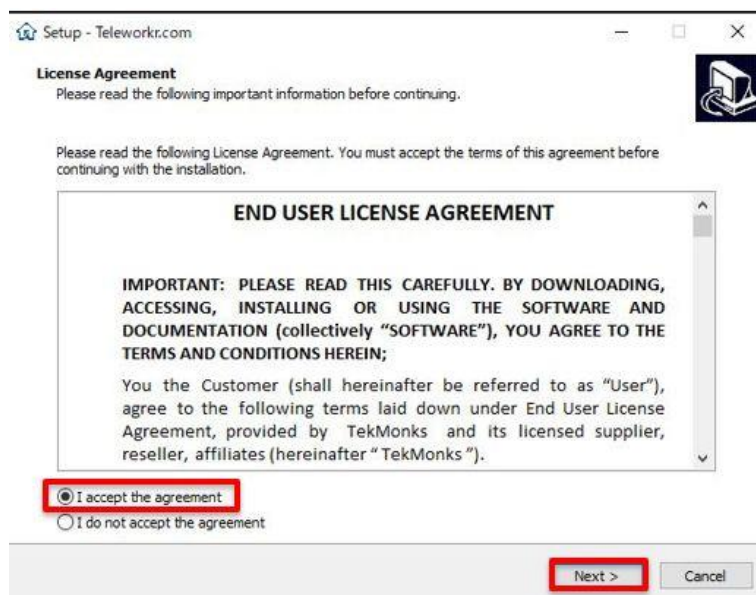 Setup - Teleworkr.com
License Agreement
Please read the following important information before continuing.
Please read the following License Agreement. You must accept the terms of this agreement before
continuing with the installation.
END USER LICENSE AGREEMENT
IMPORTANT: PLEASE READ THIS CAREFULLY. BY DOWNLOADING,
ACCESSING, INSTALLING OR USING THE SOFTWARE AND
DOCUMENTATION (collectively “SOFTWARE”), YOU AGREE TO THE
TERMS AND CONDITIONS HEREIN;
You the Customer (shall hereinafter be referred to as “User”),
agree to the following terms laid down under End User License
Agreement, provided by TekMonks and its licensed supplier,
reseller, affiliates (hereinafter “ TekMonks ”).
I accept the agreement
I do not accept the agreement
Next >
Cancel